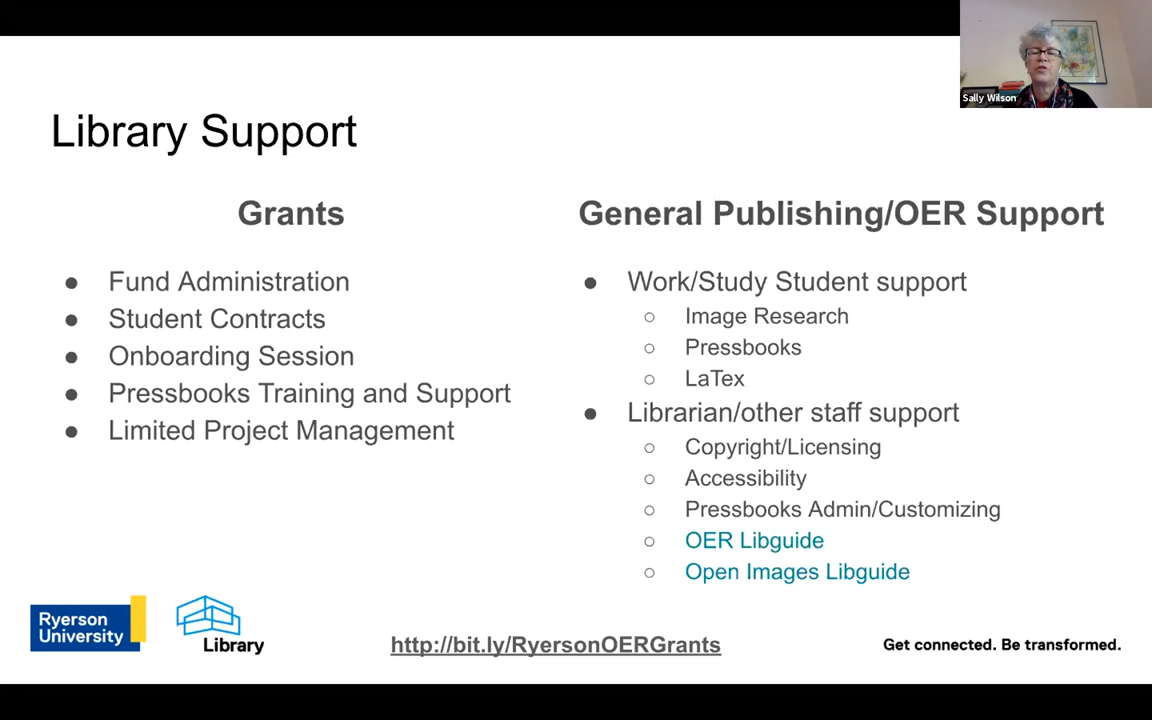 Sally Wilson
Library Support
Grants
Fund Administration
Student Contracts
Onboarding Session
Pressbooks Training and Support
Limited Project Management
General Publishing/OER Support
Work/Study Student support
Image Research
Pressbooks
LaTex
Librarian/other staff support
Copyright/Licensing
Accessibility
Pressbooks Admin/Customizing
OER Libguide
Open Images Libguide
Ryerson
University
Library
http://bit.ly/RyersonOERGrants
Get connected. Be transformed.